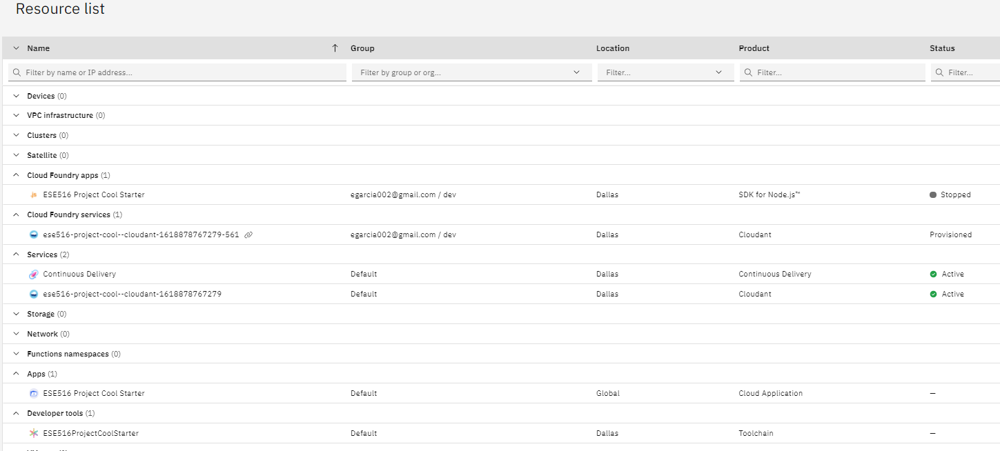 Resource list
Name Group Location Product Status
Filter by name or IP address... Filter by group or org... Filter... Filter... Filter...
Devices (0)
VPC infrastructure (0)
Clusters (0)
Satellite (0)
Cloud Foundry apps (1)
ESE516 Project Cool Starter egarcia002@gmail.com / dev Dallas SDK for Node.js™ Stopped
Cloud Foundry services (1)
ese516-project-cool--cloudant-1618878767279-561 egarcia002@gmail.com / dev Dallas Cloudant Provisioned
Services (2)
Continuous Delivery Default Dallas Continuous Delivery Active
ese516-project-cool--cloudant-1618878767279 Default Dallas Cloudant Active
Storage (0)
Network (0)
Functions namespaces (0)
Apps (1)
ESE516 Project Cool Starter Default Global Cloud Application —
Developer tools (1)
ESE516ProjectCoolStarter Default Dallas Toolchain —